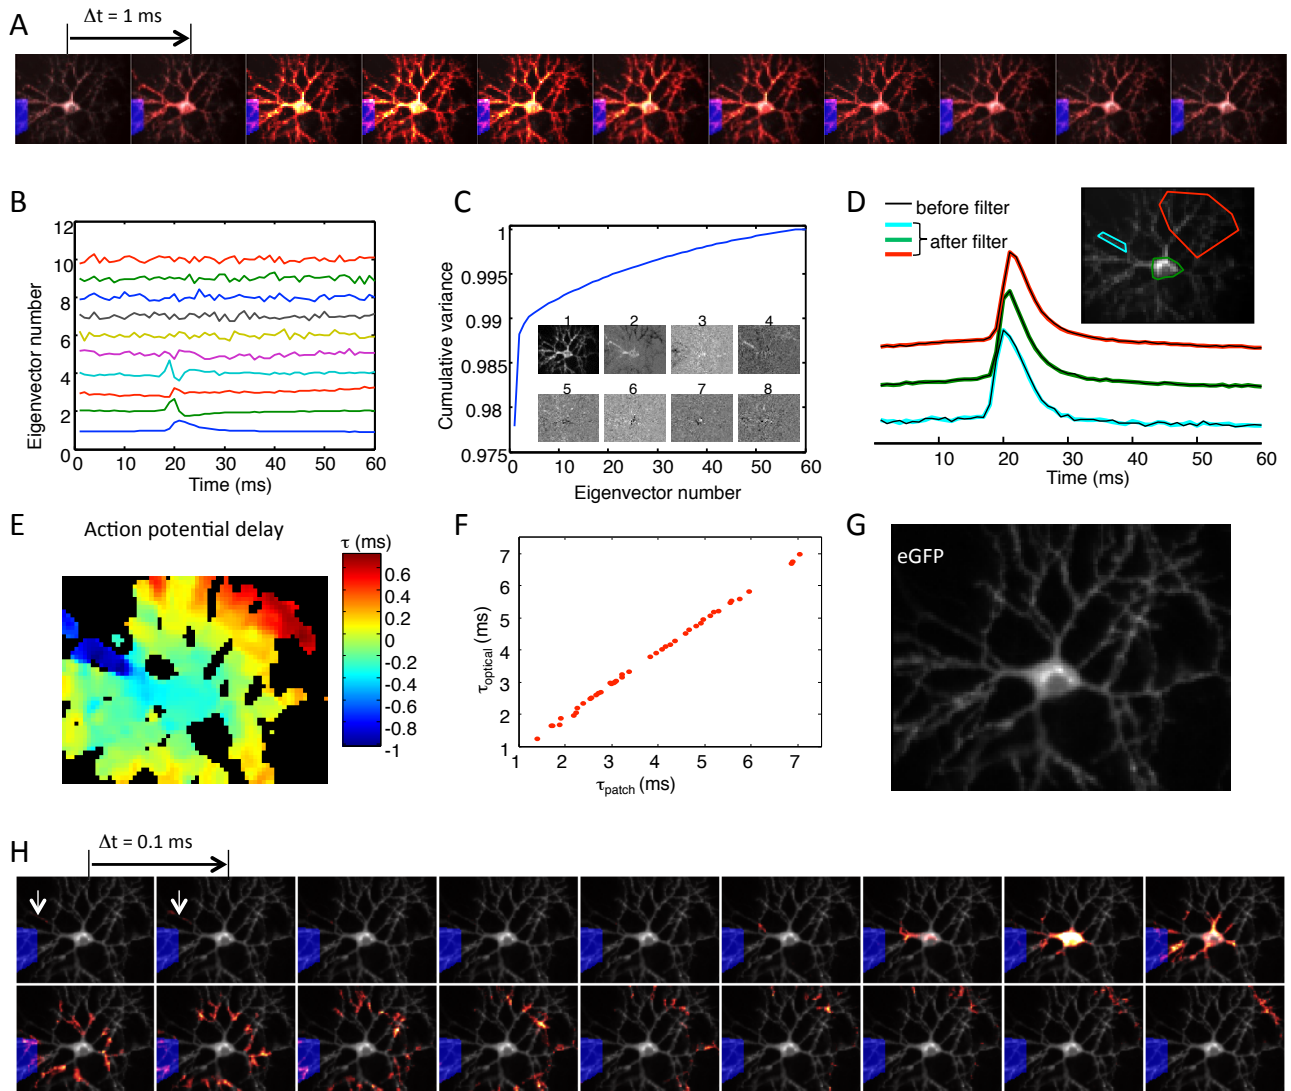 A
Δt = 1 ms
B
12
10
8
6
4
2
0
Eigenvector number
0 10 20 30 40 50 60
Time (ms)
C
1
0.995
0.99
0.985
0.98
0.975
Cumulative variance
1 2 3 4
5 6 7 8
0 10 20 30 40 50 60
Eigenvector number
D
before filter
after filter
10 20 30 40 50 60
Time (ms)
E
Action potential delay
τ (ms)
0.6
0.4
0.2
0
-0.2
-0.4
-0.6
-0.8
-1
F
7
6
5
4
3
2
1
τoptical (ms)
1 2 3 4 5 6 7
τpatch (ms)
G
eGFP
H
Δt = 0.1 ms